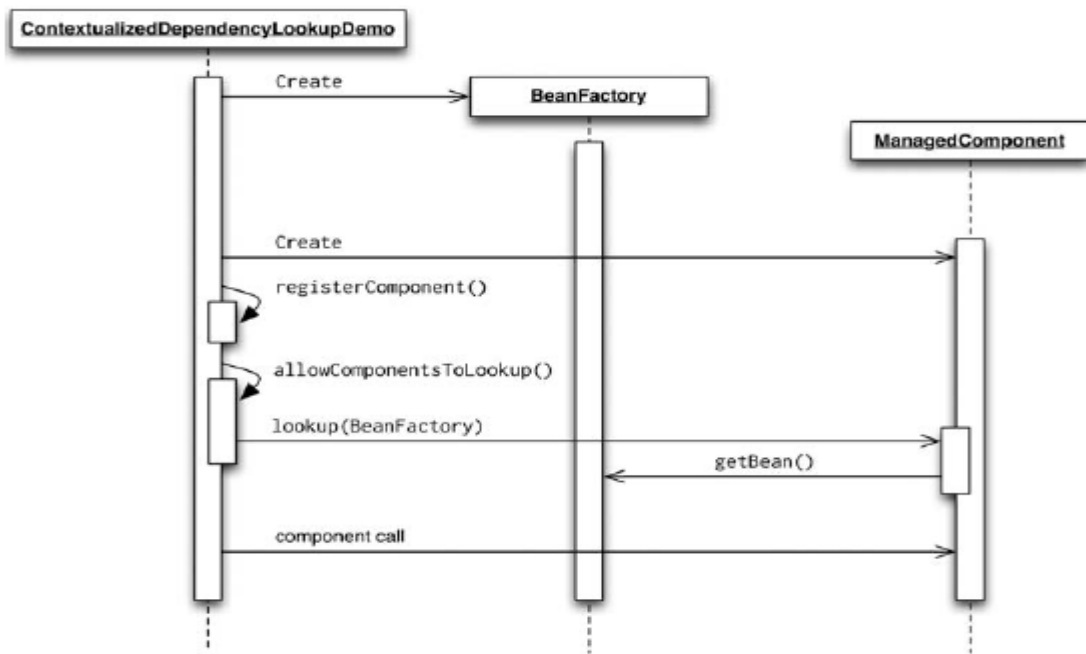 ContextualizedDependencyLookupDemo
Create
BeanFactory
ManagedComponent
Create
registerComponent()
allowComponentsToLookup()
lookup(BeanFactory)
getBean()
component call